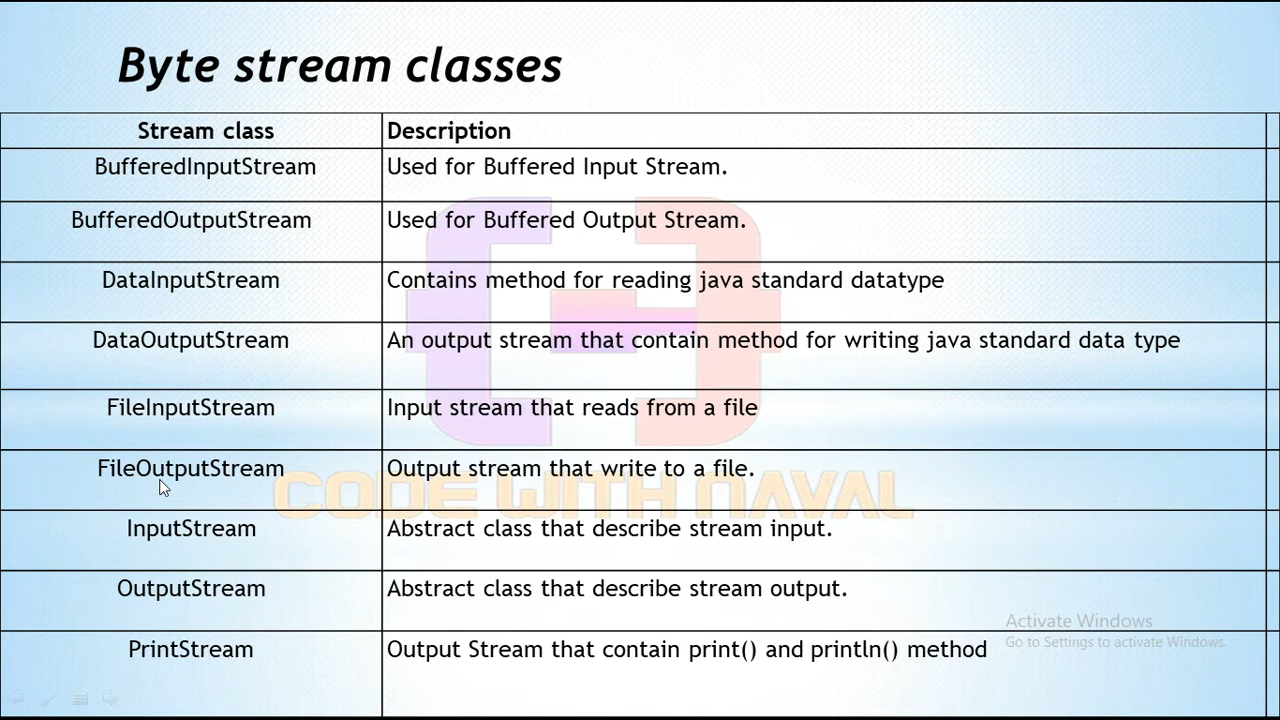 Byte stream classes
Stream class Description
BufferedInputStream Used for Buffered Input Stream.
BufferedOutputStream Used for Buffered Output Stream.
DataInputStream Contains method for reading java standard datatype
DataOutputStream An output stream that contain method for writing java standard data type
FileInputStream Input stream that reads from a file
FileOutputStream Output stream that write to a file.
CODE WITH NAVAL
InputStream Abstract class that describe stream input.
OutputStream Abstract class that describe stream output.
Activate Windows
Go to Settings to activate Windows.
PrintStream Output Stream that contain print() and println() method